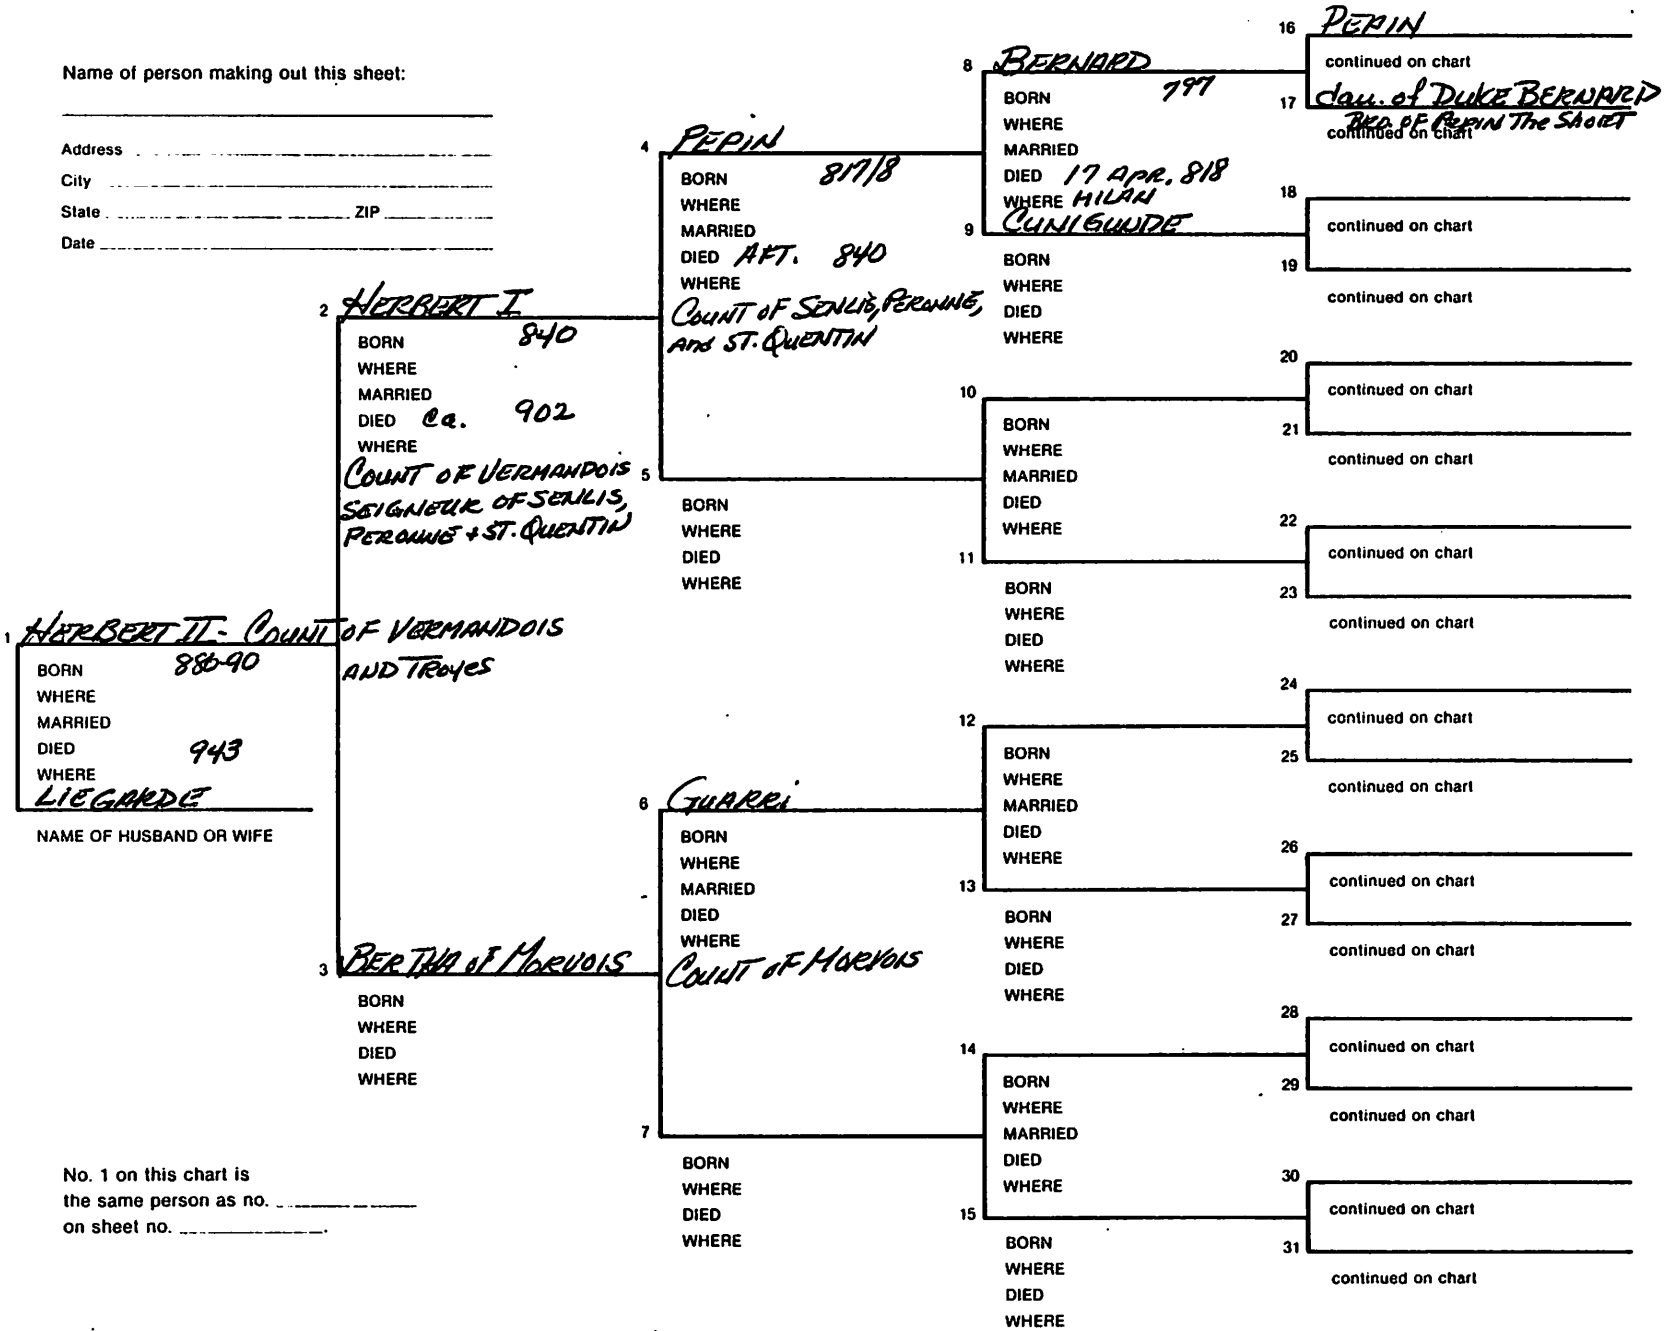 Name of person making out this sheet:
Address
City
State ZIP
Date
1 HERBERT II - COUNT OF VERMANDOIS
AND TROYES
BORN 886-90
WHERE
MARRIED
DIED 943
WHERE
LIEGARDE
NAME OF HUSBAND OR WIFE
No. 1 on this chart is
the same person as no.
on sheet no. .
2 HERBERT I
BORN 840
WHERE
MARRIED
DIED Ca. 902
WHERE
COUNT OF VERMANDOIS
SEIGNEUR OF SENLIS,
PERONNE + ST. QUENTIN
3 BERTHA OF MORVOIS
BORN
WHERE
DIED
WHERE
4 PEPIN
BORN 817/8
WHERE
MARRIED
DIED AFT. 840
WHERE
COUNT OF SENLIS, PERONNE,
and ST. QUENTIN
5
BORN
WHERE
DIED
WHERE
6 GUARRI
BORN
WHERE
MARRIED
DIED
WHERE
COUNT OF MORVOIS
7
BORN
WHERE
DIED
WHERE
8 BERNARD
BORN 797
WHERE
MARRIED
DIED 17 APR. 818
WHERE MILAN
9 CUNIGUNDE
BORN
WHERE
DIED
WHERE
10
BORN
WHERE
MARRIED
DIED
WHERE
11
BORN
WHERE
DIED
WHERE
12
BORN
WHERE
MARRIED
DIED
WHERE
13
BORN
WHERE
DIED
WHERE
14
BORN
WHERE
MARRIED
DIED
WHERE
15
BORN
WHERE
DIED
WHERE
16 PEPIN
continued on chart
17 dau. of DUKE BERNARD
BRO. OF PEPIN The SHORT
continued on chart
18
continued on chart
19
continued on chart
20
continued on chart
21
continued on chart
22
continued on chart
23
continued on chart
24
continued on chart
25
continued on chart
26
continued on chart
27
continued on chart
28
continued on chart
29
continued on chart
30
continued on chart
31
continued on chart